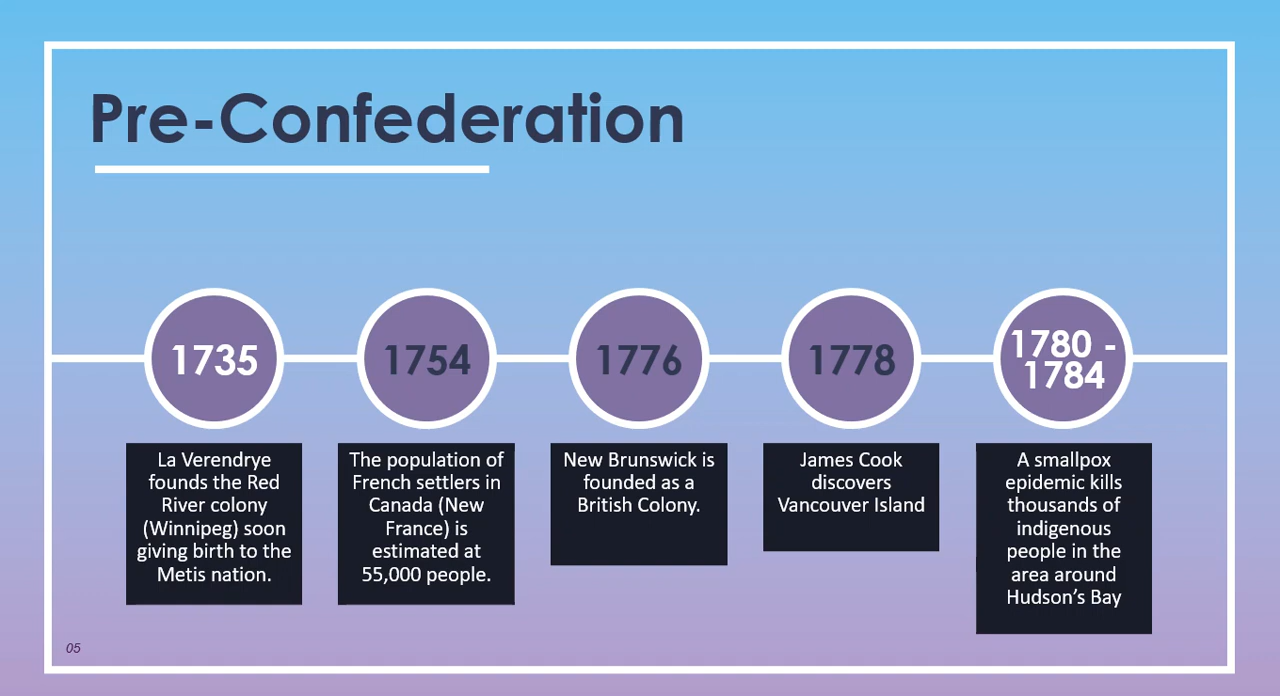 Pre-Confederation
1735
La Verendrye
founds the Red
River colony
(Winnipeg) soon
giving birth to the
Metis nation.
1754
The population of
French settlers in
Canada (New
France) is
estimated at
55,000 people.
1776
New Brunswick is
founded as a
British Colony.
1778
James Cook
discovers
Vancouver Island
1780 -
1784
A smallpox
epidemic kills
thousands of
indigenous
people in the
area around
Hudson’s Bay
05